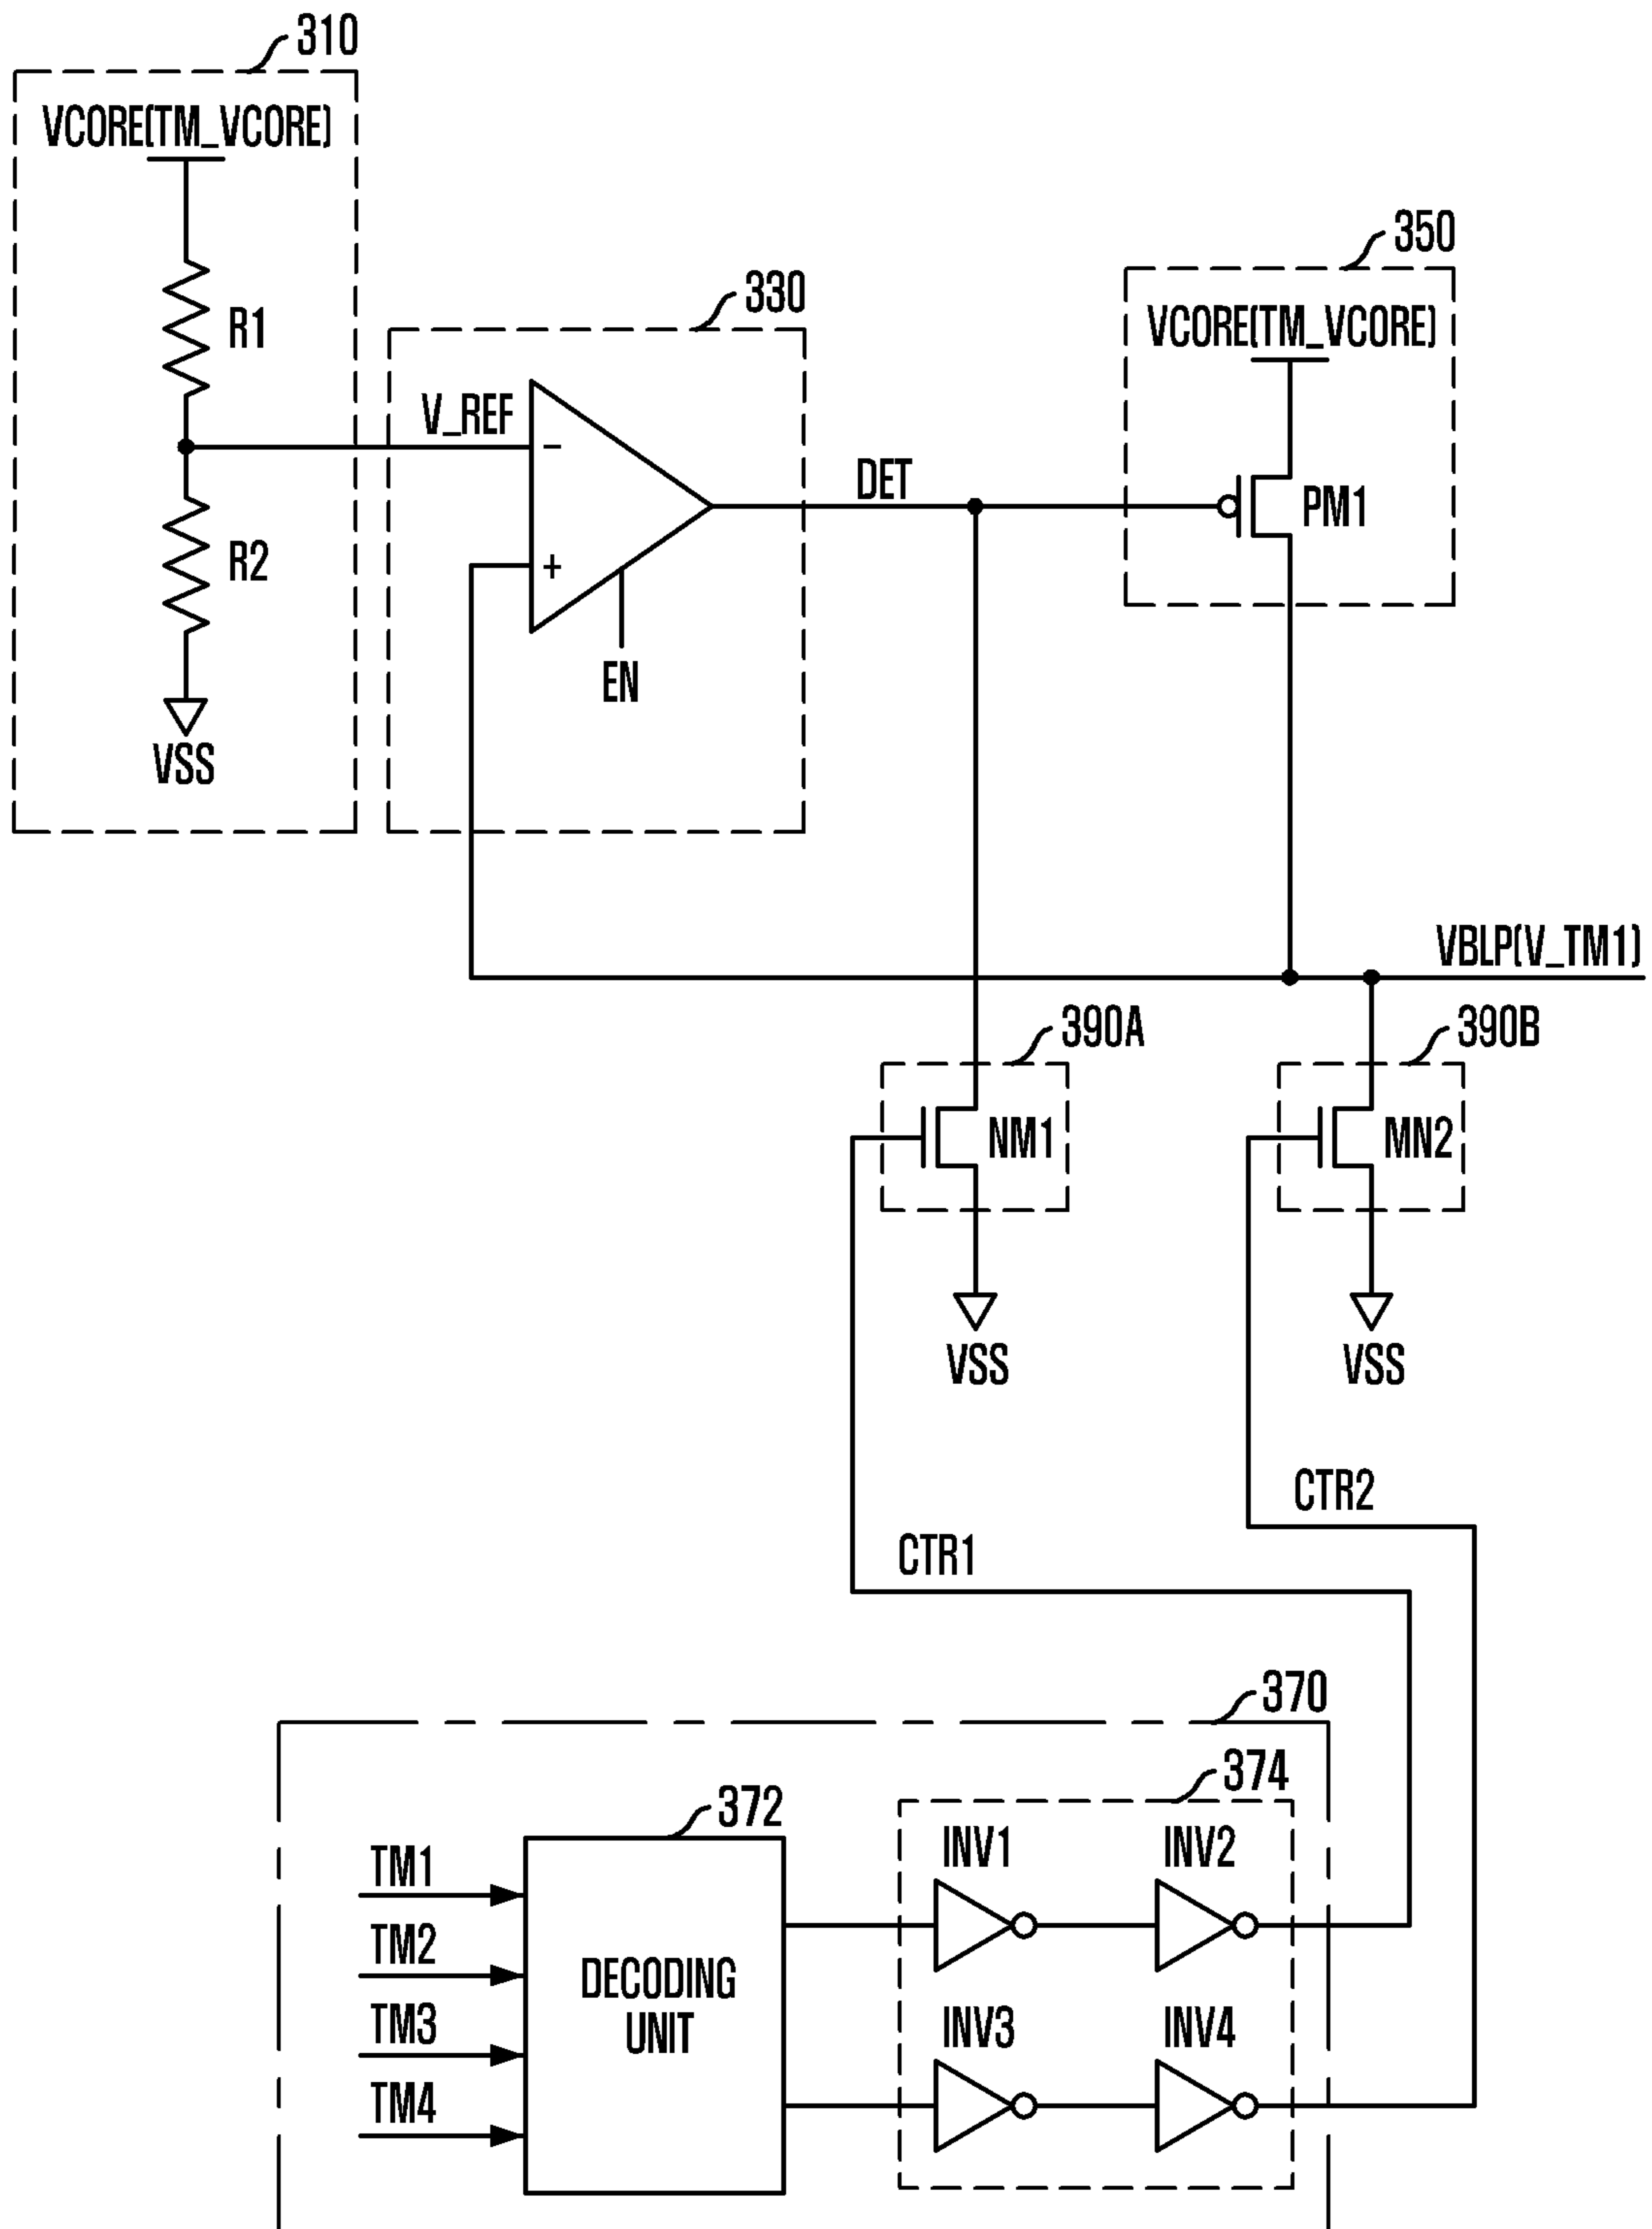 310
VCORE(TM_VCORE)
R1
R2
VSS
330
V_REF
-
+
EN
DET
350
VCORE(TM_VCORE)
PM1
VBLP(V_TM1)
390A
NM1
VSS
390B
MN2
VSS
CTR2
CTR1
370
374
372
TM1
TM2
TM3
TM4
DECODING
UNIT
INV1
INV2
INV3
INV4